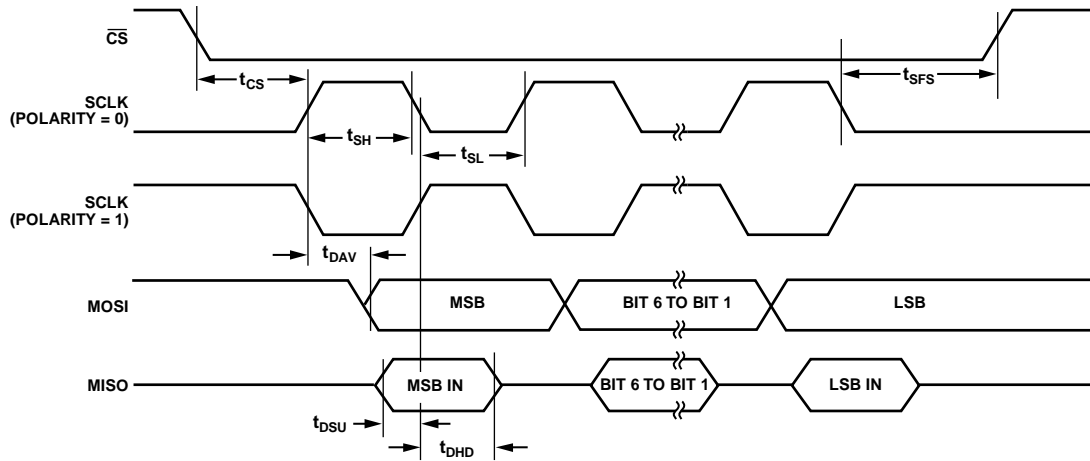 CS
tCS
tSFS
SCLK
(POLARITY = 0)
tSH
tSL
SCLK
(POLARITY = 1)
tDAV
MOSI
MSB
BIT 6 TO BIT 1
LSB
MISO
MSB IN
BIT 6 TO BIT 1
LSB IN
tDSU
tDHD